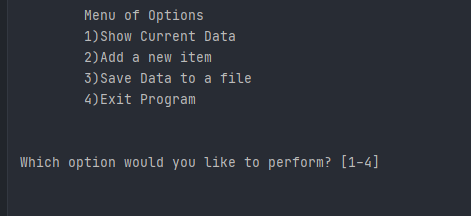 Menu of Options
1)Show Current Data
2)Add a new item
3)Save Data to a file
4)Exit Program
Which option would you like to perform? [1-4]